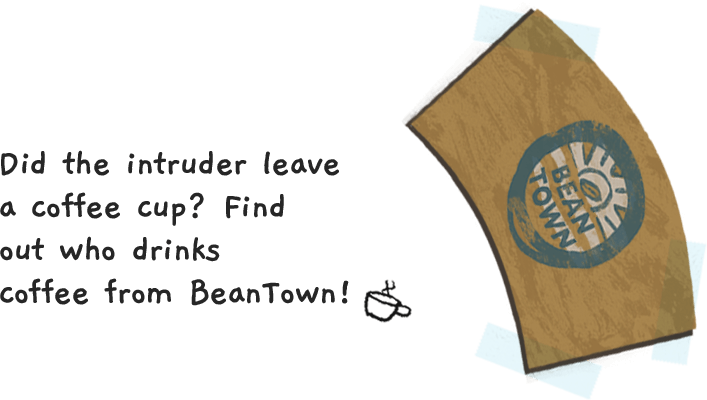 Did the intruder leave
a coffee cup? Find
out who drinks
coffee from BeanTown!
BEAN
TOWN